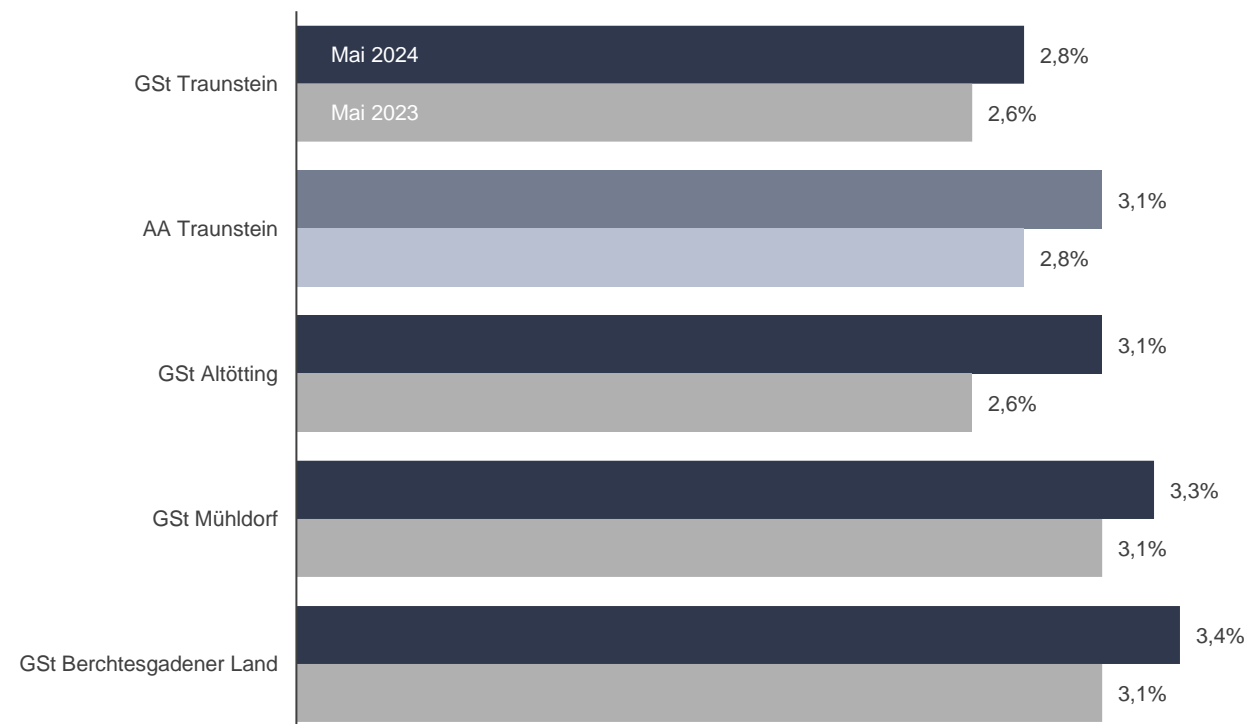 Mai 2024
2,8%
GSt Traunstein
Mai 2023
2,6%
3,1%
AA Traunstein
2,8%
3,1%
GSt Altötting
2,6%
3,3%
GSt Mühldorf
3,1%
3,4%
GSt Berchtesgadener Land
3,1%